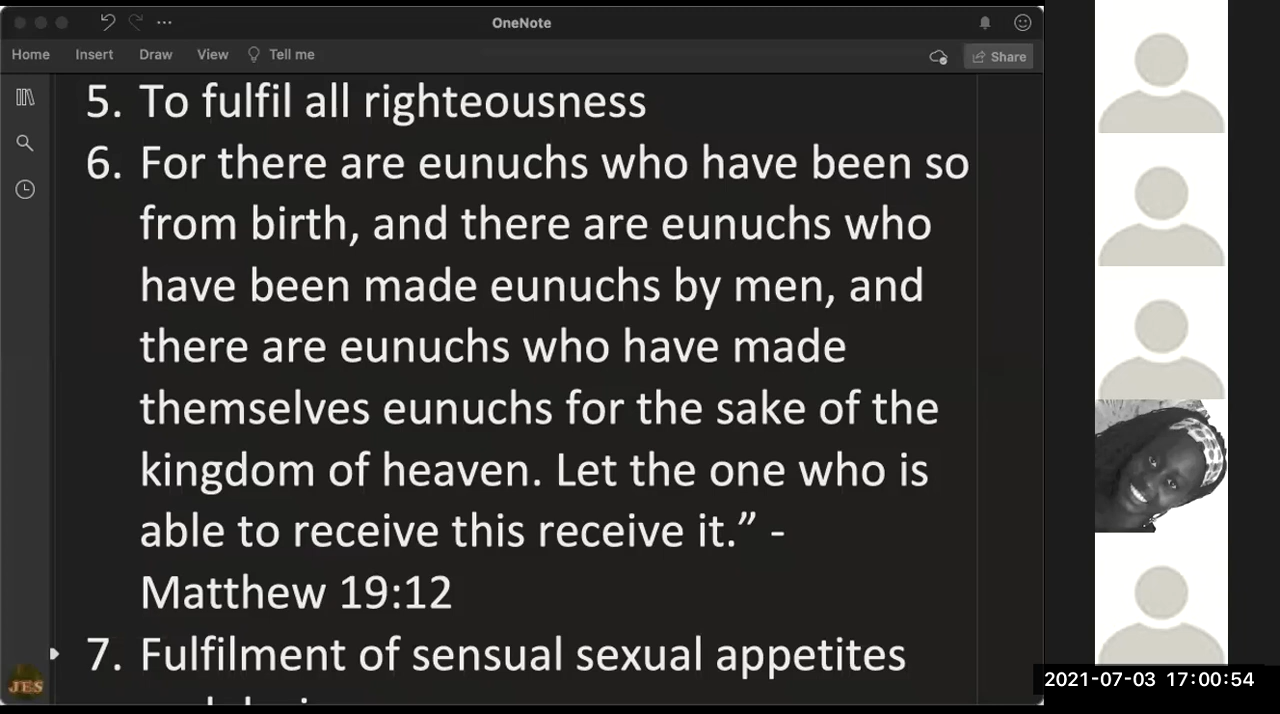 OneNote
Home Insert Draw View Tell me Share
5. To fulfil all righteousness
6. For there are eunuchs who have been so
from birth, and there are eunuchs who
have been made eunuchs by men, and
there are eunuchs who have made
themselves eunuchs for the sake of the
kingdom of heaven. Let the one who is
able to receive this receive it.” -
Matthew 19:12
7. Fulfilment of sensual sexual appetites
JES
2021-07-03 17:00:54